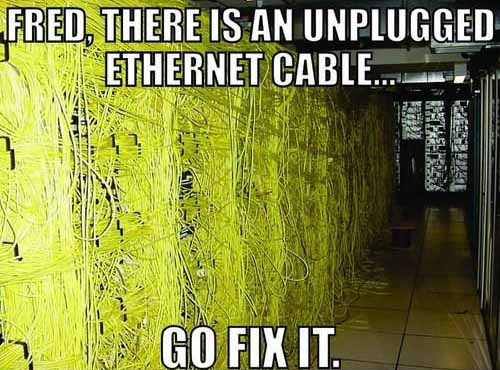 FRED, THERE IS AN UNPLUGGED
ETHERNET CABLE...
GO FIX IT.